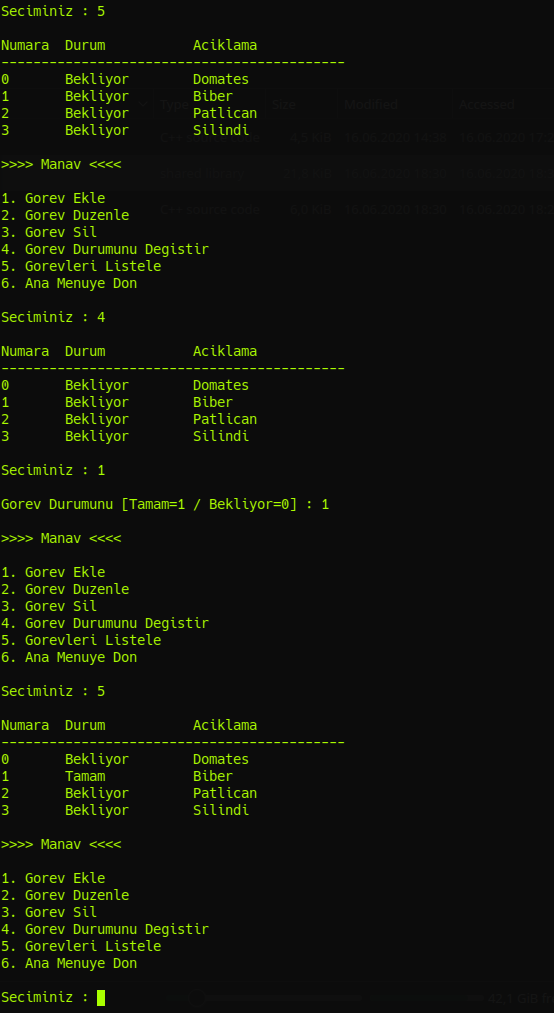 Seciminiz : 5
Numara  Durum           Aciklama
-------------------------------------------
0       Bekliyor        Domates
1       Bekliyor        Biber
2       Bekliyor        Patlican
3       Bekliyor        Silindi
>>>> Manav <<<<
1. Gorev Ekle
2. Gorev Duzenle
3. Gorev Sil
4. Gorev Durumunu Degistir
5. Gorevleri Listele
6. Ana Menuye Don
Seciminiz : 4
Numara  Durum           Aciklama
-------------------------------------------
0       Bekliyor        Domates
1       Bekliyor        Biber
2       Bekliyor        Patlican
3       Bekliyor        Silindi
Seciminiz : 1
Gorev Durumunu [Tamam=1 / Bekliyor=0] : 1
>>>> Manav <<<<
1. Gorev Ekle
2. Gorev Duzenle
3. Gorev Sil
4. Gorev Durumunu Degistir
5. Gorevleri Listele
6. Ana Menuye Don
Seciminiz : 5
Numara  Durum           Aciklama
-------------------------------------------
0       Bekliyor        Domates
1       Tamam           Biber
2       Bekliyor        Patlican
3       Bekliyor        Silindi
>>>> Manav <<<<
1. Gorev Ekle
2. Gorev Duzenle
3. Gorev Sil
4. Gorev Durumunu Degistir
5. Gorevleri Listele
6. Ana Menuye Don
Seciminiz :